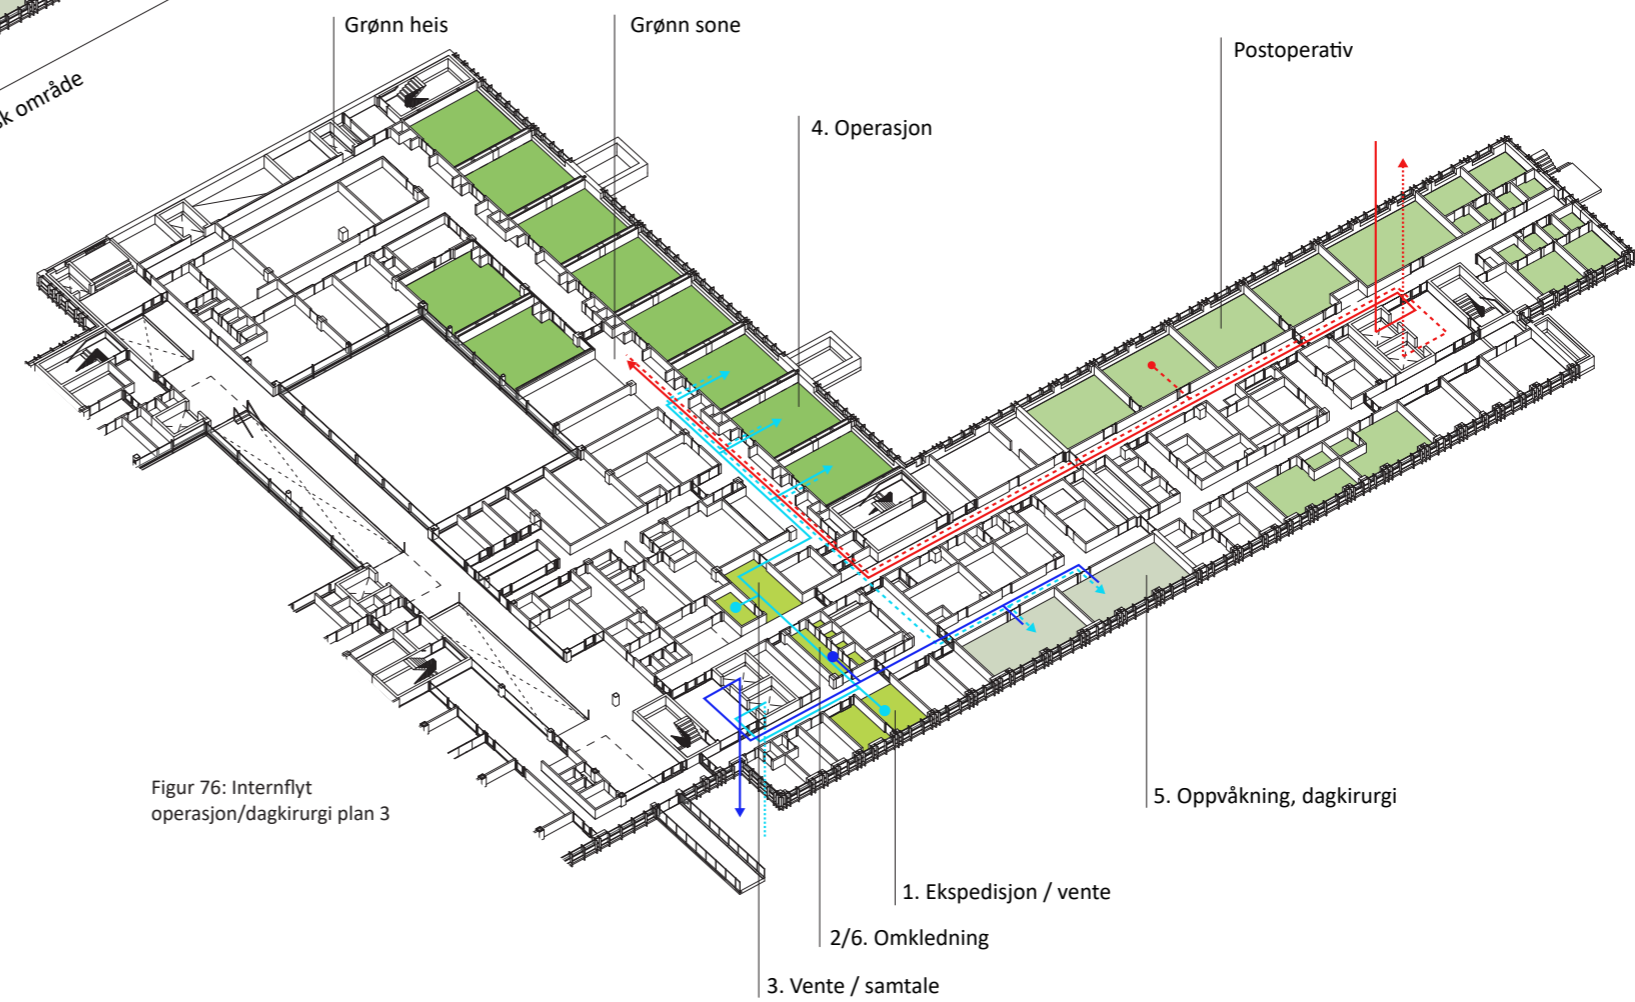 Grønn heis
Grønn sone
Postoperativ
område
4. Operasjon
Figur 76: Internflyt
operasjon/dagkirurgi plan 3
5. Oppvåkning, dagkirurgi
1. Ekspedisjon / vente
2/6. Omkledning
3. Vente / samtale